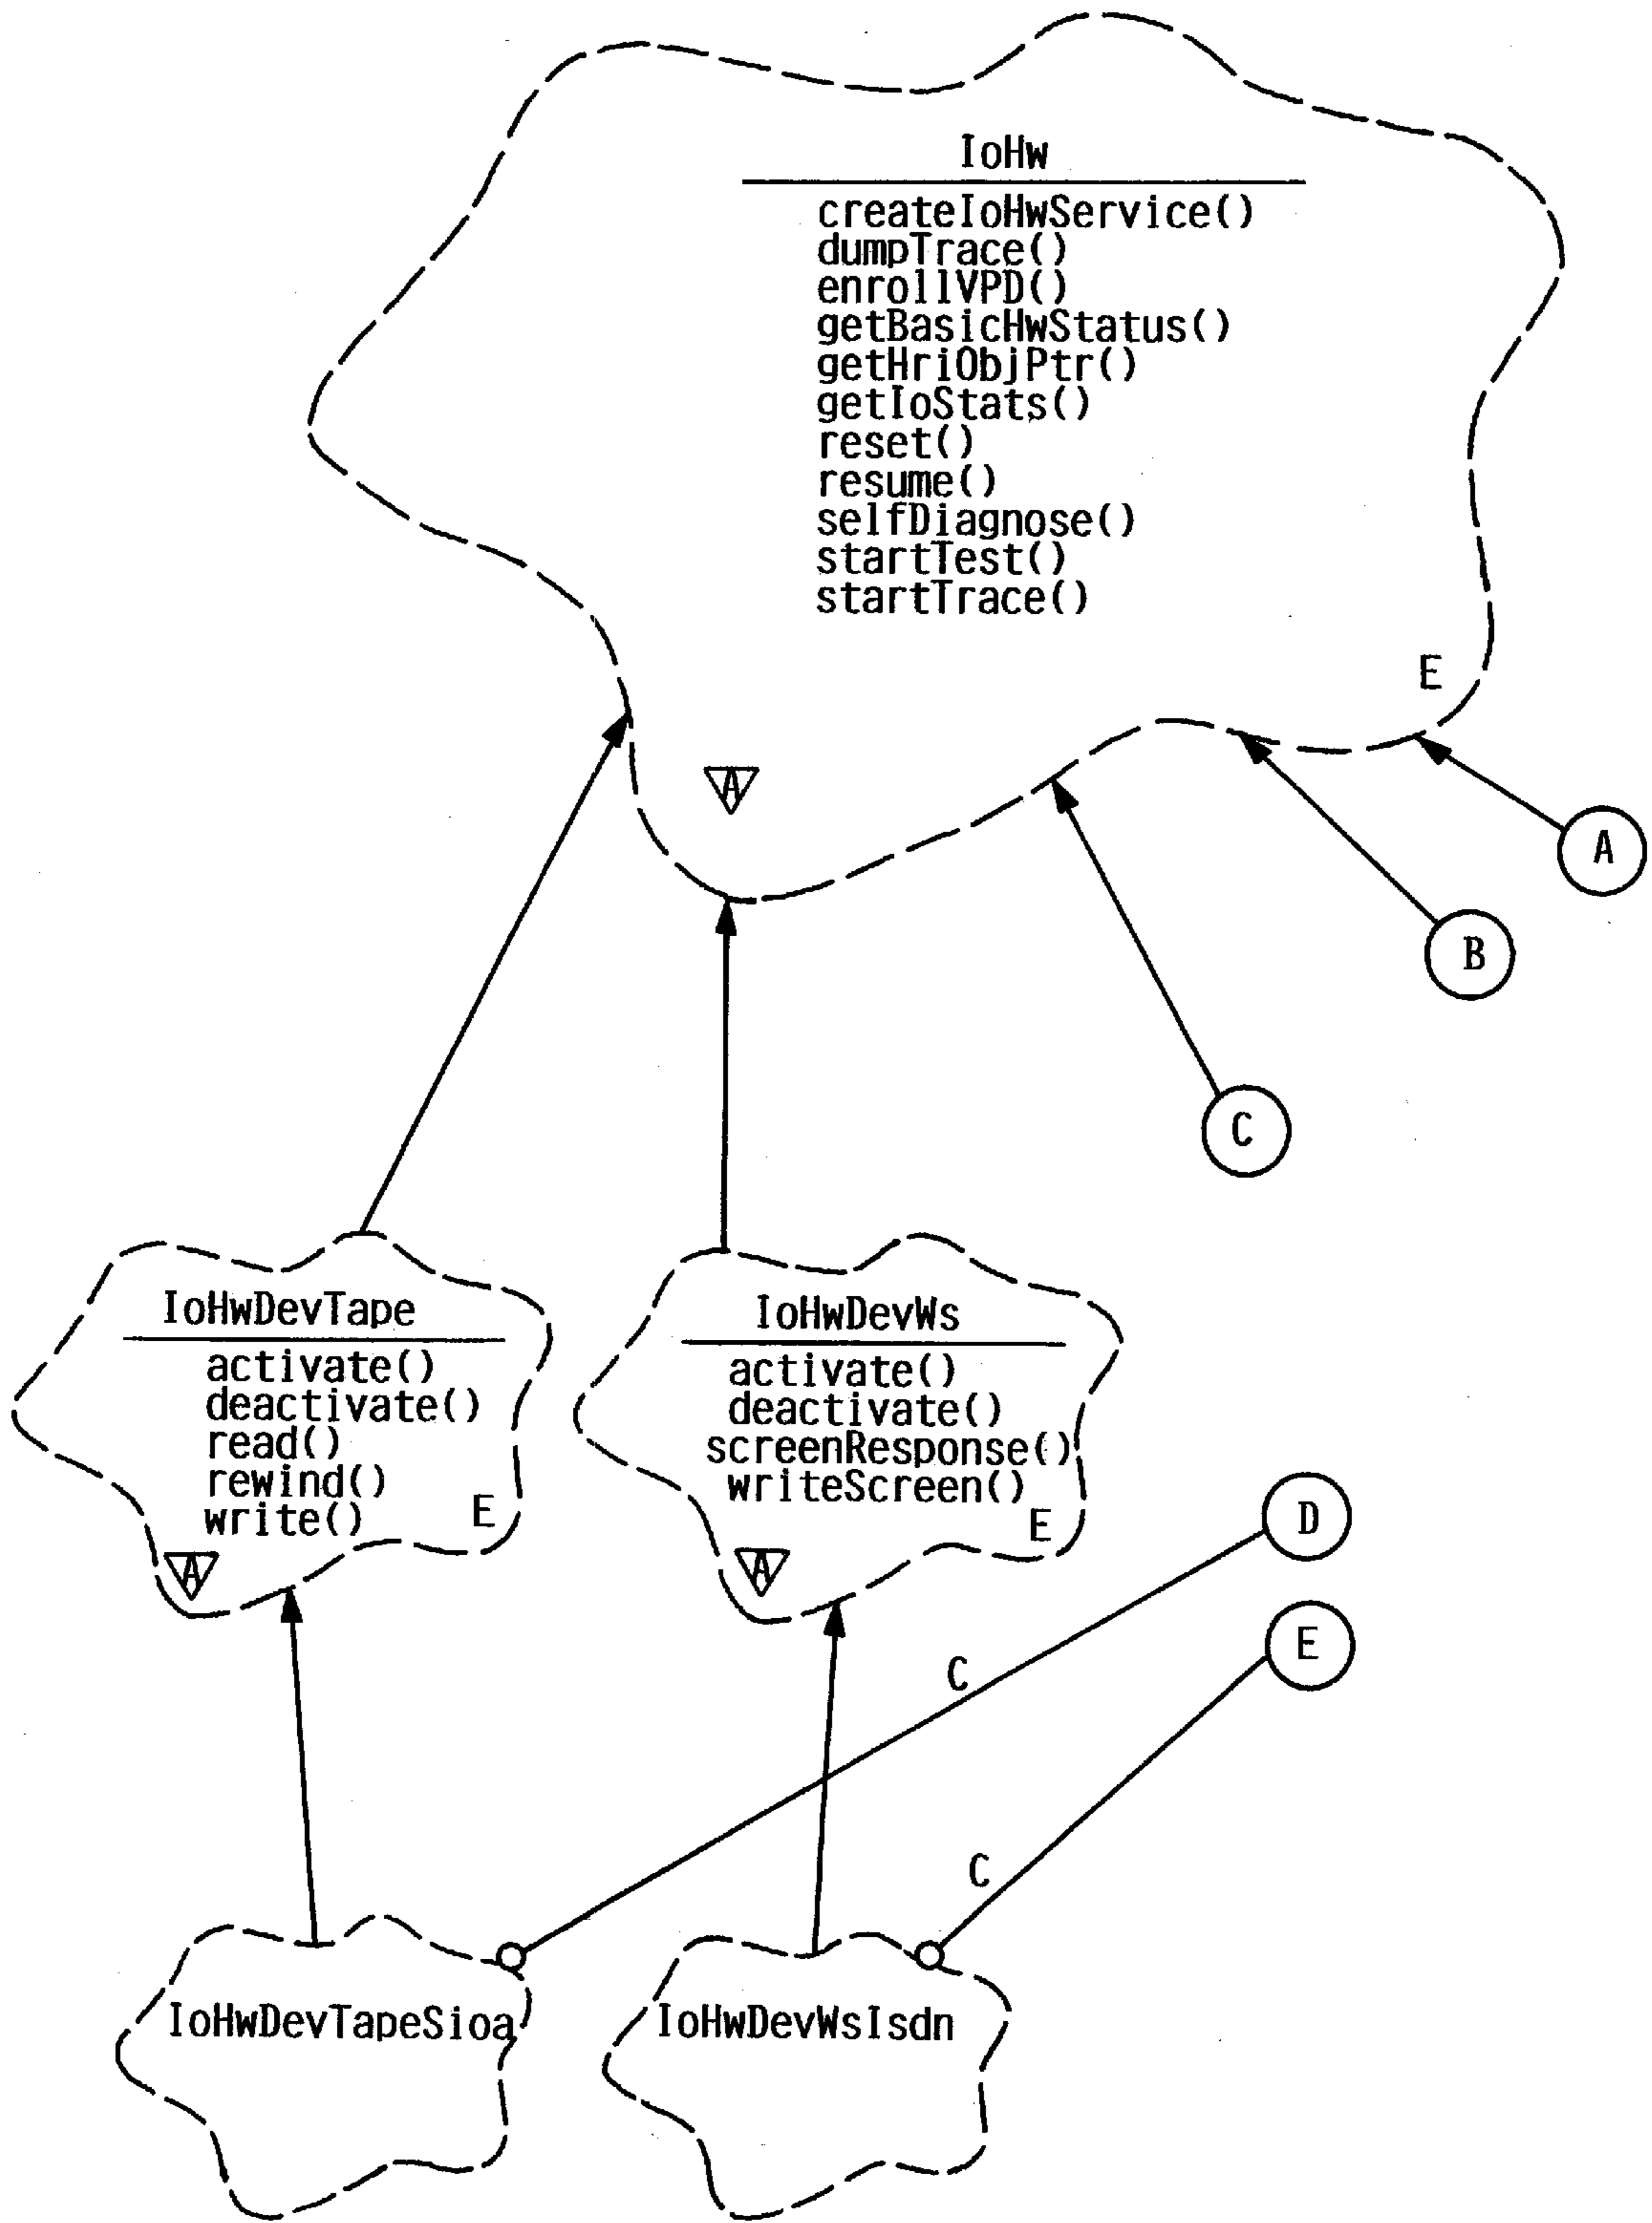 IoHw
createIoHwService()
dumpTrace()
enrollVPD()
getBasicHwStatus()
getHriObjPtr()
getIoStats()
reset()
resume()
selfDiagnose()
startTest()
startTrace()
E
A
A
B
C
IoHwDevTape
activate()
deactivate()
read()
rewind()
write()
E
A
IoHwDevWs
activate()
deactivate()
screenResponse()
writeScreen()
E
A
D
E
C
C
IoHwDevTapeSioa
IoHwDevWsIsdn